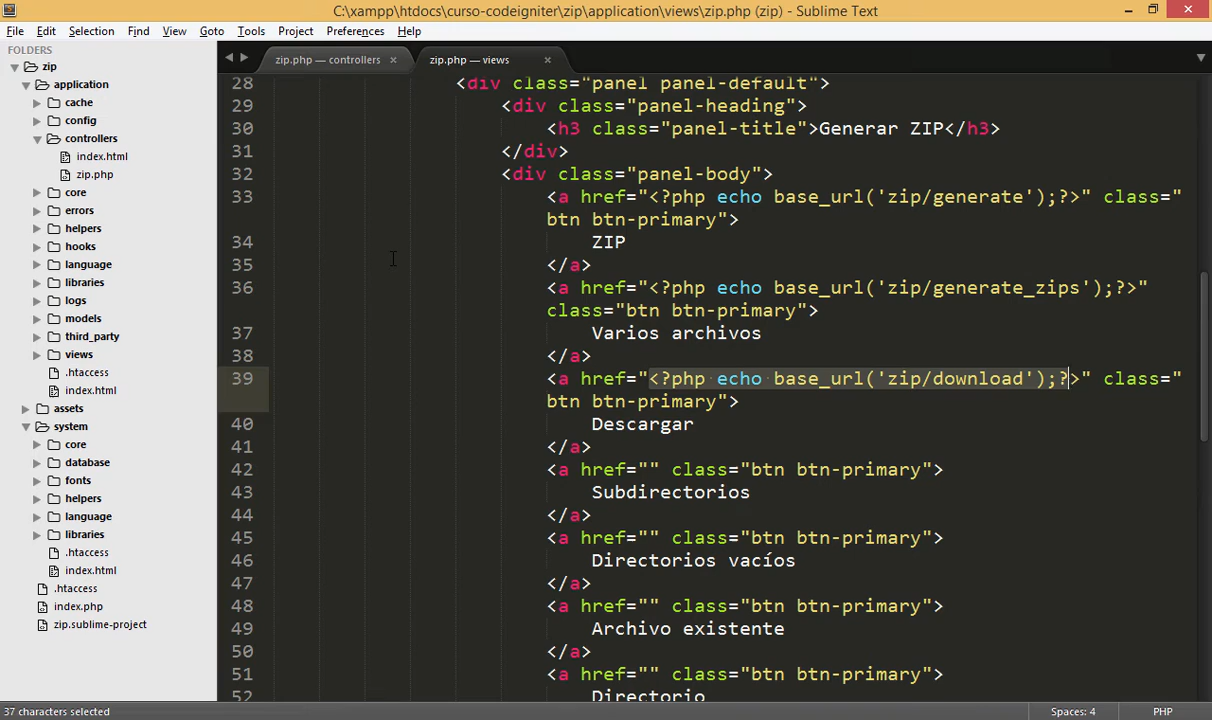 C:\xampp\htdocs\curso-codeigniter\zip\application\views\zip.php (zip) - Sublime Text
File Edit Selection Find View Goto Tools Project Preferences Help
FOLDERS
zip
application
cache
config
controllers
index.html
zip.php
core
errors
helpers
hooks
language
libraries
logs
models
third_party
views
.htaccess
index.html
assets
system
core
database
fonts
helpers
language
libraries
.htaccess
index.html
.htaccess
index.php
zip.sublime-project
zip.php — controllers × zip.php — views ×
28 <div class="panel panel-default">
29 <div class="panel-heading">
30 <h3 class="panel-title">Generar ZIP</h3>
31 </div>
32 <div class="panel-body">
33 <a href="<?php echo base_url('zip/generate');?>" class="
btn btn-primary">
34 ZIP
35 </a>
36 <a href="<?php echo base_url('zip/generate_zips');?>"
class="btn btn-primary">
37 Varios archivos
38 </a>
39 <a href="<?php echo base_url('zip/download');?>" class="
btn btn-primary">
40 Descargar
41 </a>
42 <a href="" class="btn btn-primary">
43 Subdirectorios
44 </a>
45 <a href="" class="btn btn-primary">
46 Directorios vacíos
47 </a>
48 <a href="" class="btn btn-primary">
49 Archivo existente
50 </a>
51 <a href="" class="btn btn-primary">
52 Directorio
37 characters selected Spaces: 4 PHP